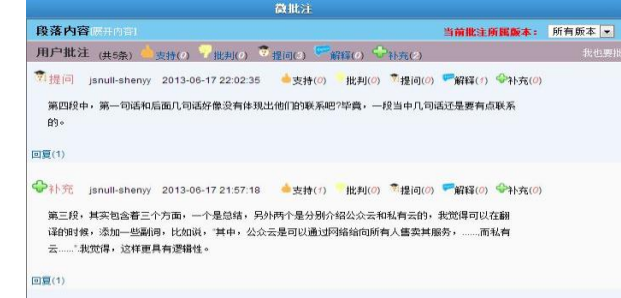 微批注
段落内容[展开内容] 当前批注所属版本： 所有版本
用户批注 (共5条) 支持(2) 批判(0) 提问(2) 解释(2) 补充(2) 我也要批
提问 jsnull-shenyy 2013-06-17 22:02:35 支持(0) 批判(0) 提问(0) 解释(1) 补充(0)
第四段中，第一句话和后面几句话好像没有体现出他们的联系吧?毕竟，一段当中几句话还是要有点联系
的。
回复(1)
补充 jsnull-shenyy 2013-06-17 21:57:18 支持(1) 批判(0) 提问(0) 解释(0) 补充(0)
第三段，其实包含着三个方面，一个是总结，另外两个是分别介绍公众云和私有云的，我觉得可以在翻
译的时候，添加一些副词，比如说，"其中，公众云是可以通过网络给向所有人售卖其服务，……而私有
云……".我觉得，这样更具有逻辑性。
回复(1)